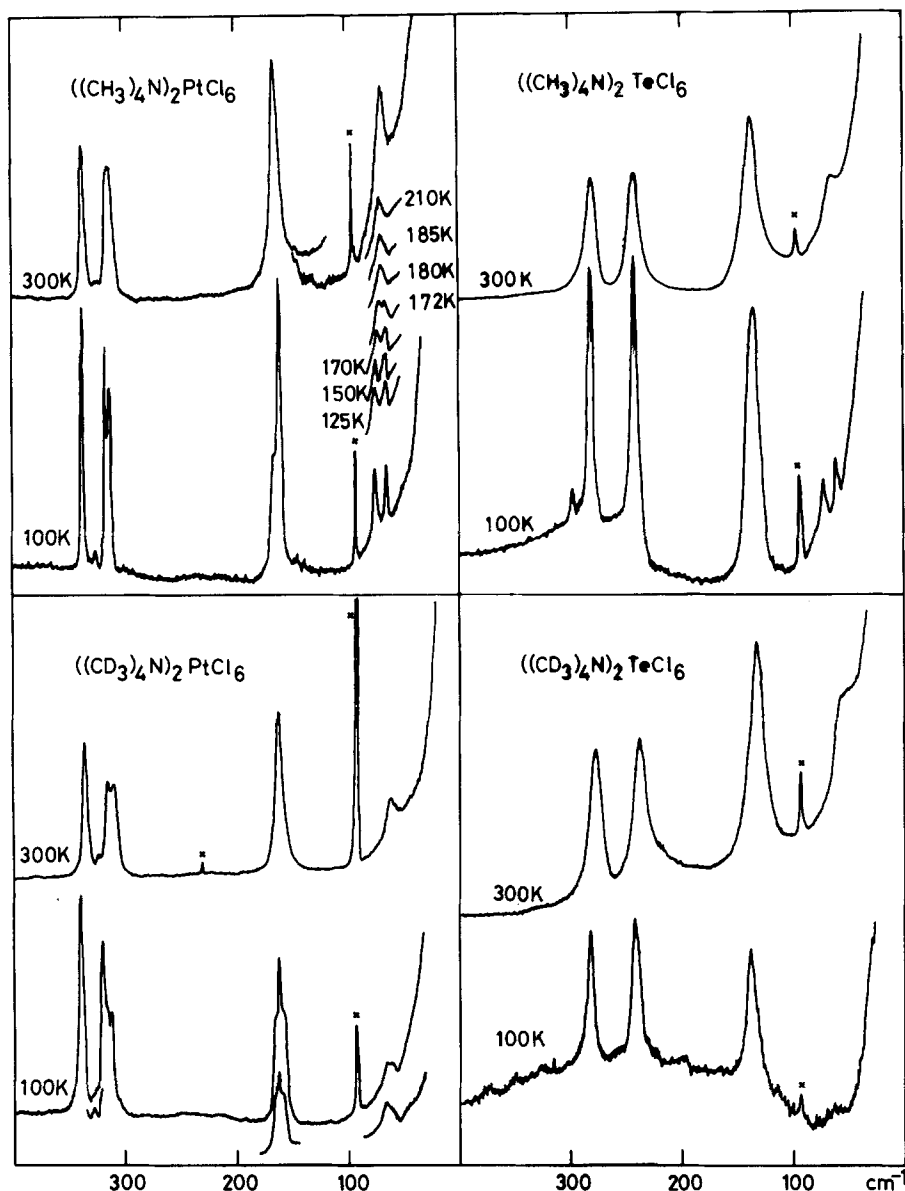 ((CH3)4N)2PtCl6
×
210K
185K
180K
172K
170K
150K
125K
300K
×
100K
((CH3)4N)2 TeCl6
×
300K
×
100K
((CD3)4N)2 PtCl6
×
×
300K
×
100K
((CD3)4N)2 TeCl6
×
300K
100K
×
300 200 100 300 200 100 cm-1